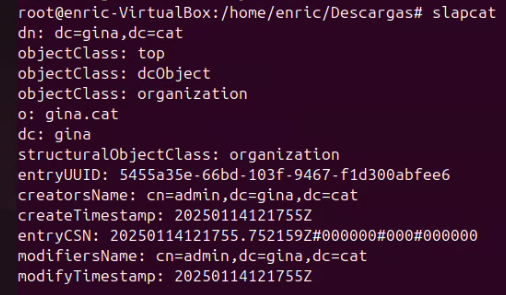 root@enric-VirtualBox:/home/enric/Descargas# slapcat
dn: dc=gina,dc=cat
objectClass: top
objectClass: dcObject
objectClass: organization
o: gina.cat
dc: gina
structuralObjectClass: organization
entryUUID: 5455a35e-66bd-103f-9467-f1d300abfee6
creatorsName: cn=admin,dc=gina,dc=cat
createTimestamp: 20250114121755Z
entryCSN: 20250114121755.752159Z#000000#000#000000
modifiersName: cn=admin,dc=gina,dc=cat
modifyTimestamp: 20250114121755Z